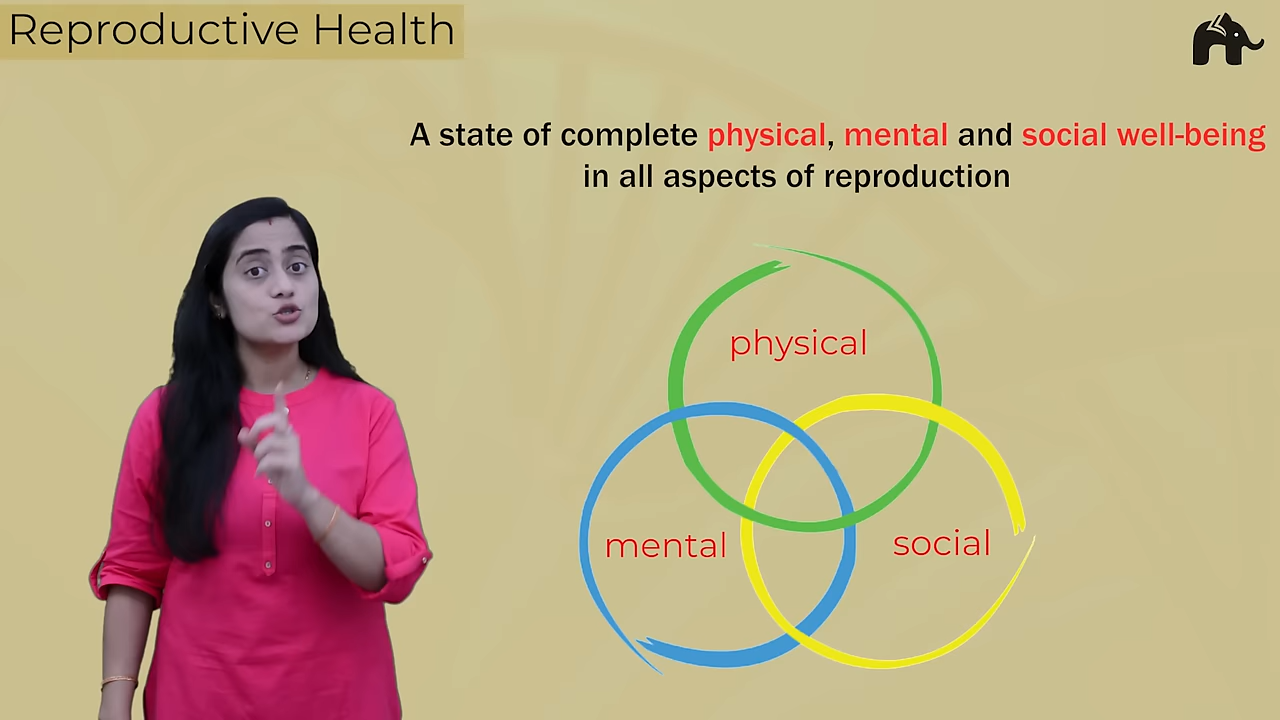 Reproductive Health
A state of complete physical, mental and social well-being
in all aspects of reproduction
physical
mental
social